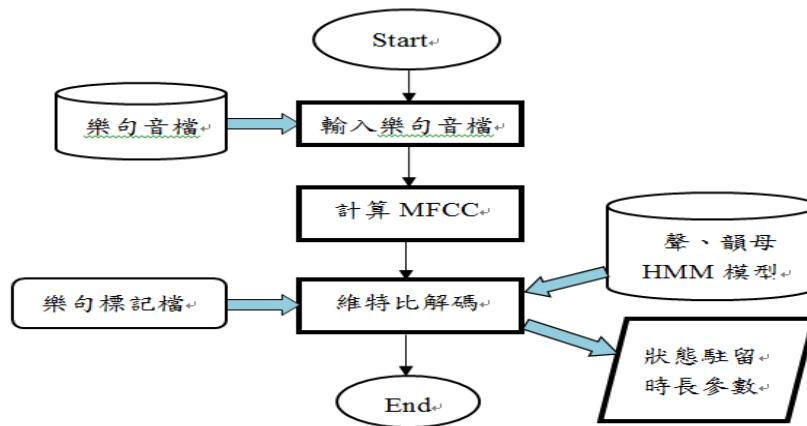 Start
樂句音檔
輸入樂句音檔
計算 MFCC
聲、韻母
HMM 模型
樂句標記檔
維特比解碼
狀態駐留
時長參數
End